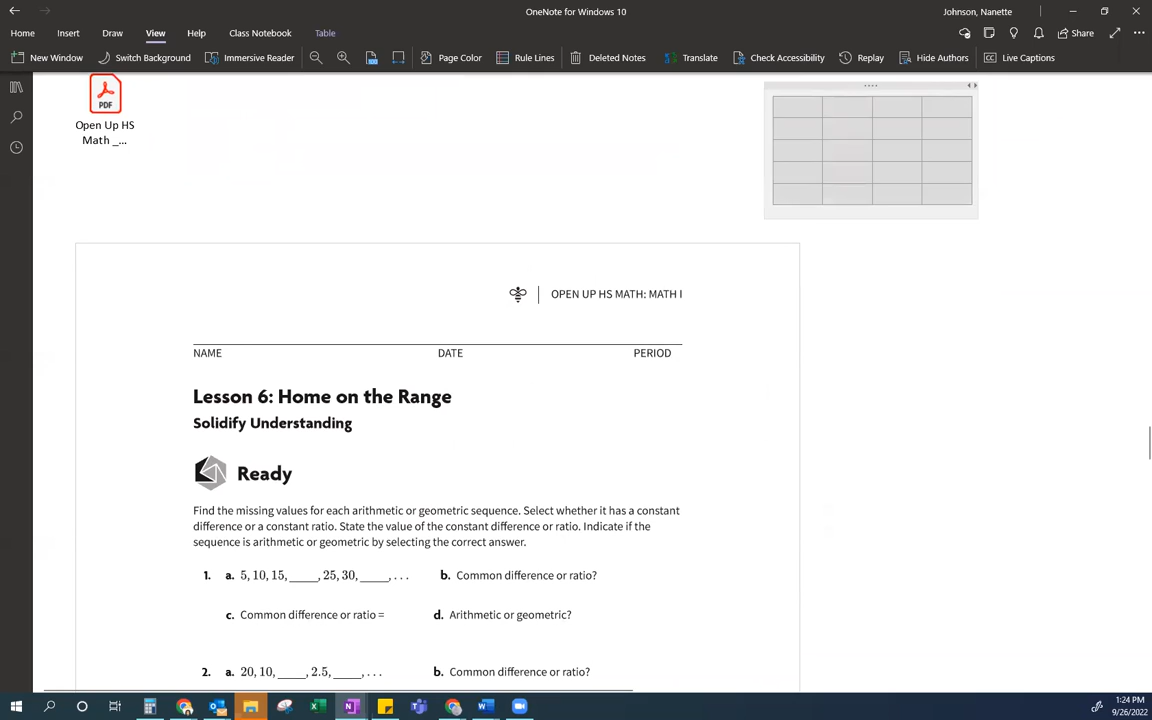 OneNote for Windows 10
Johnson, Nanette
Home Insert Draw View Help Class Notebook Table
Share
New Window Switch Background Immersive Reader Page Color Rule Lines Deleted Notes Translate Check Accessibility Replay Hide Authors Live Captions
PDF
Open Up HS
Math _...
OPEN UP HS MATH: MATH I
NAME DATE PERIOD
Lesson 6: Home on the Range
Solidify Understanding
Ready
Find the missing values for each arithmetic or geometric sequence. Select whether it has a constant
difference or a constant ratio. State the value of the constant difference or ratio. Indicate if the
sequence is arithmetic or geometric by selecting the correct answer.
1. a. 5, 10, 15, ____, 25, 30, ____, . . . b. Common difference or ratio?
c. Common difference or ratio = d. Arithmetic or geometric?
2. a. 20, 10, ____, 2.5, ____, . . . b. Common difference or ratio?
1:24 PM
9/26/2022